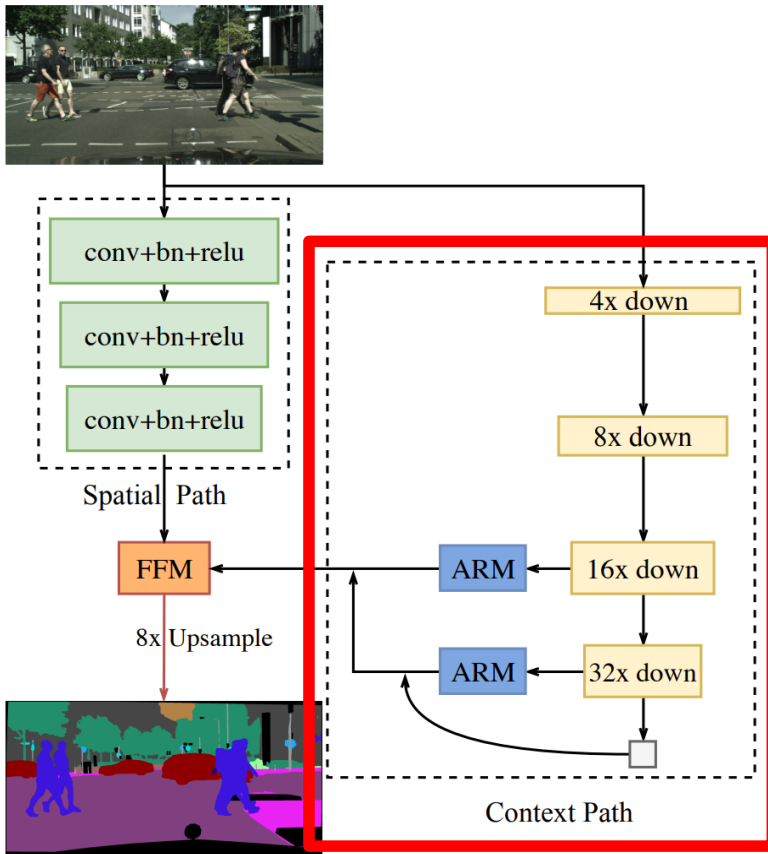 conv+bn+relu
conv+bn+relu
conv+bn+relu
Spatial Path
FFM
8x Upsample
4x down
8x down
ARM
16x down
ARM
32x down
Context Path